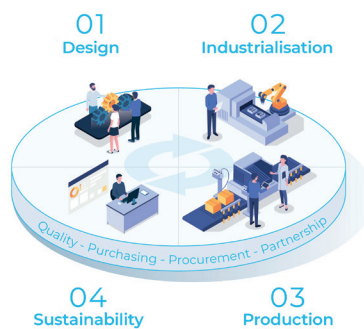 01
Design
02
Industrialisation
Quality - Purchasing - Procurement - Partnership
04
Sustainability
03
Production